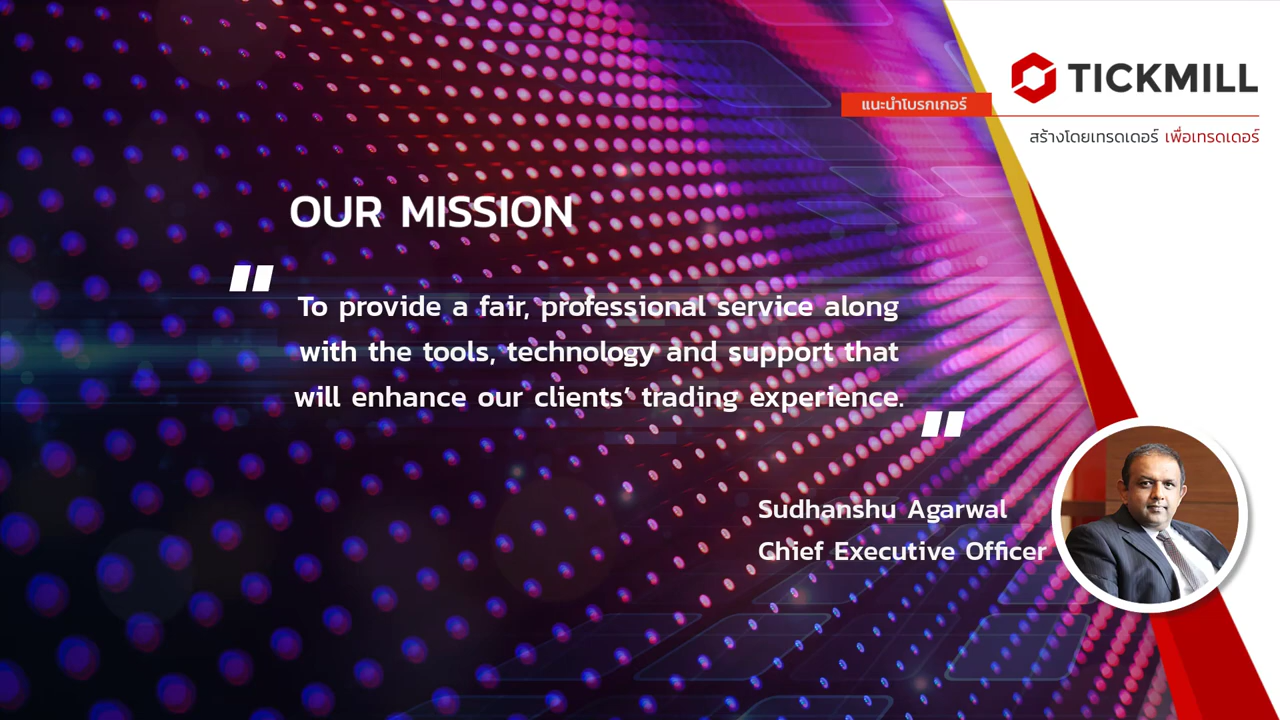 TICKMILL
แนะนำโบรกเกอร์
สร้างโดยเทรดเดอร์ เพื่อเทรดเดอร์
OUR MISSION
"
To provide a fair, professional service along
with the tools, technology and support that
will enhance our clients‘ trading experience.
"
Sudhanshu Agarwal
Chief Executive Officer